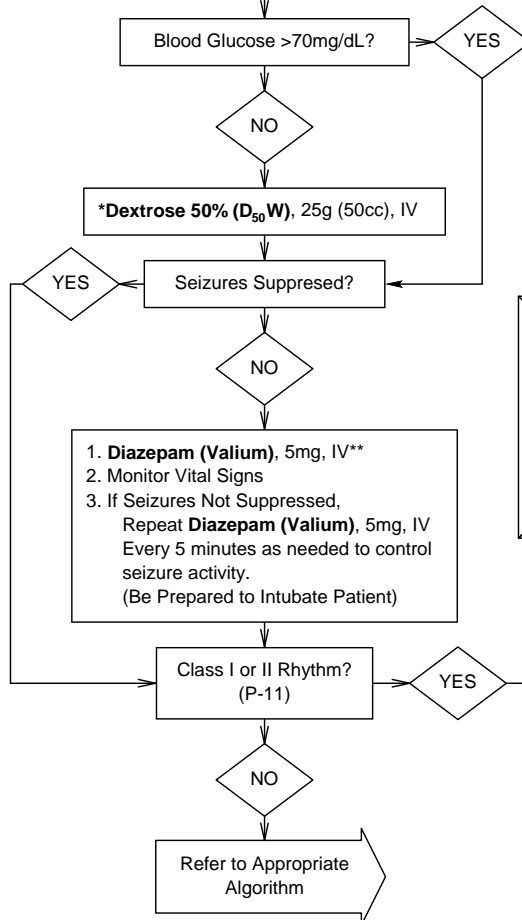 Blood Glucose >70mg/dL?
YES
NO
*Dextrose 50% (D50W), 25g (50cc), IV
YES
Seizures Suppresed?
NO
1. Diazepam (Valium), 5mg, IV**
2. Monitor Vital Signs
3. If Seizures Not Suppressed,
Repeat Diazepam (Valium), 5mg, IV
Every 5 minutes as needed to control
seizure activity.
(Be Prepared to Intubate Patient)
Class I or II Rhythm?
(P-11)
YES
NO
Refer to Appropriate
Algorithm